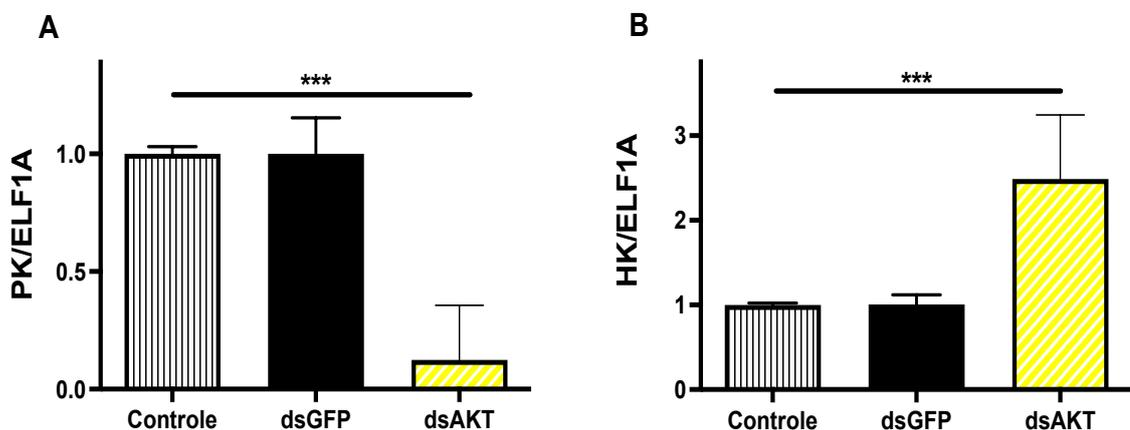 A
PK/ELF1A
***
1.0
0.5
0.0
Controle dsGFP dsAKT
B
HK/ELF1A
***
3
2
1
0
Controle dsGFP dsAKT